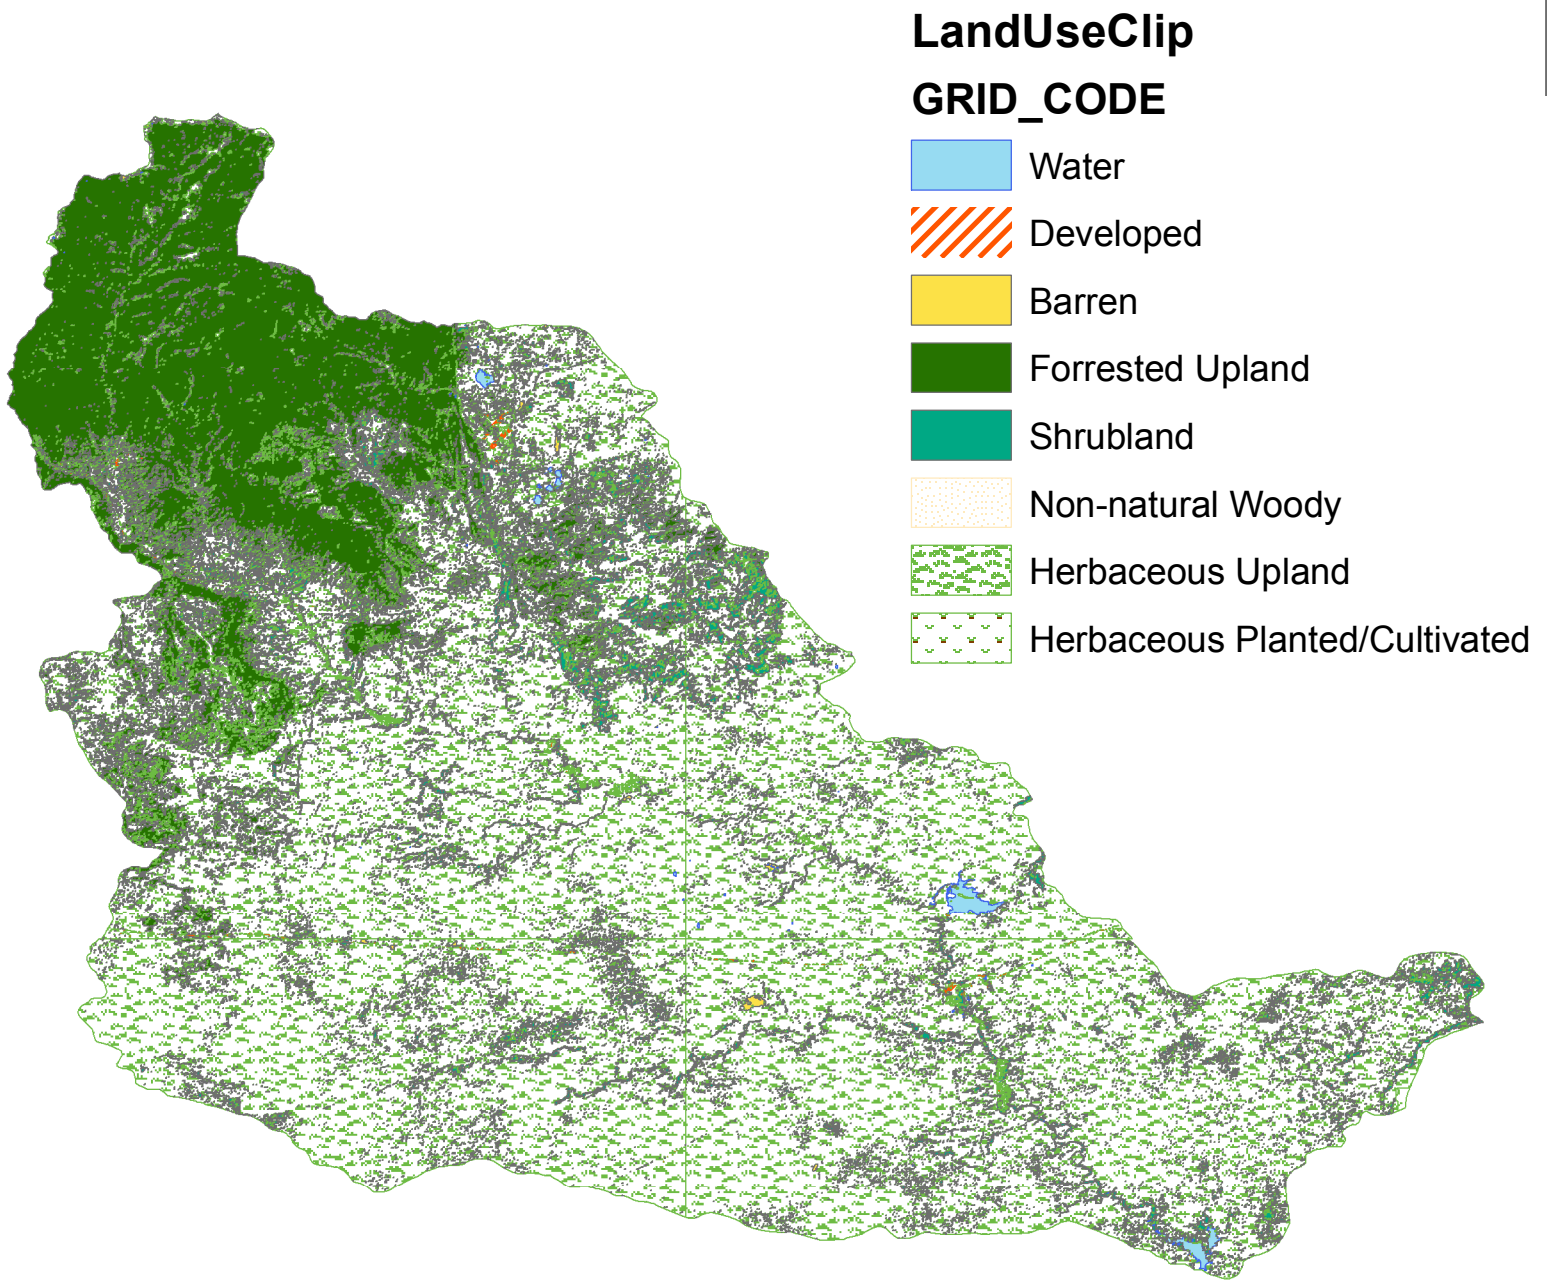 LandUseClip
GRID_CODE
Water
Developed
Barren
Forrested Upland
Shrubland
Non-natural Woody
Herbaceous Upland
Herbaceous Planted/Cultivated